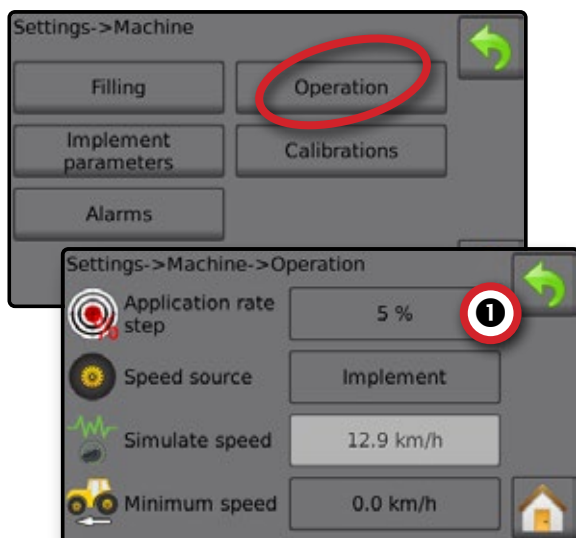 Settings->Machine
Filling
Operation
Implement
parameters
Calibrations
Alarms
Settings->Machine->Operation
Application rate
step
5 %
1
Speed source
Implement
Simulate speed
12.9 km/h
Minimum speed
0.0 km/h